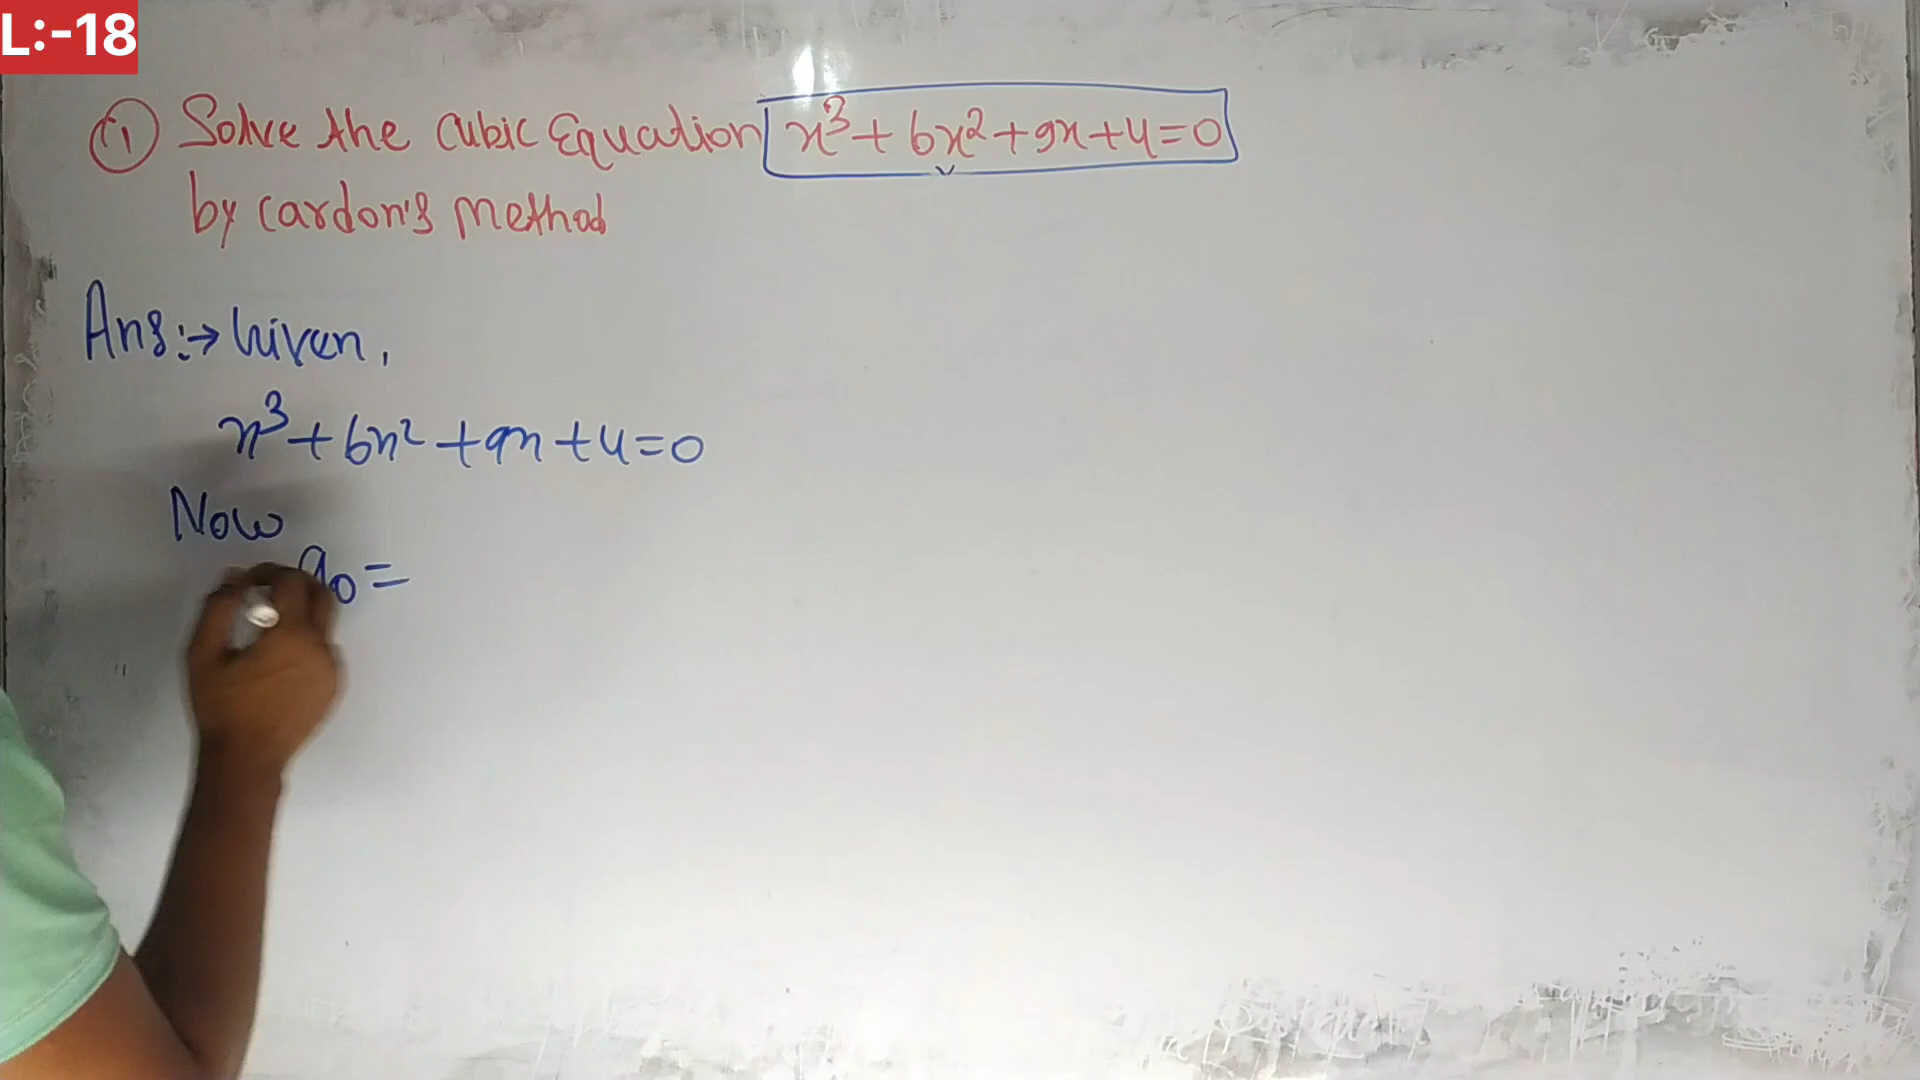 L:-18
① Solve the Cubic Equation x³+6x²+9x+4=0
by Cardon's Method
Ans:→ Given,
x³+6x²+9x+4=0
Now
a₀=